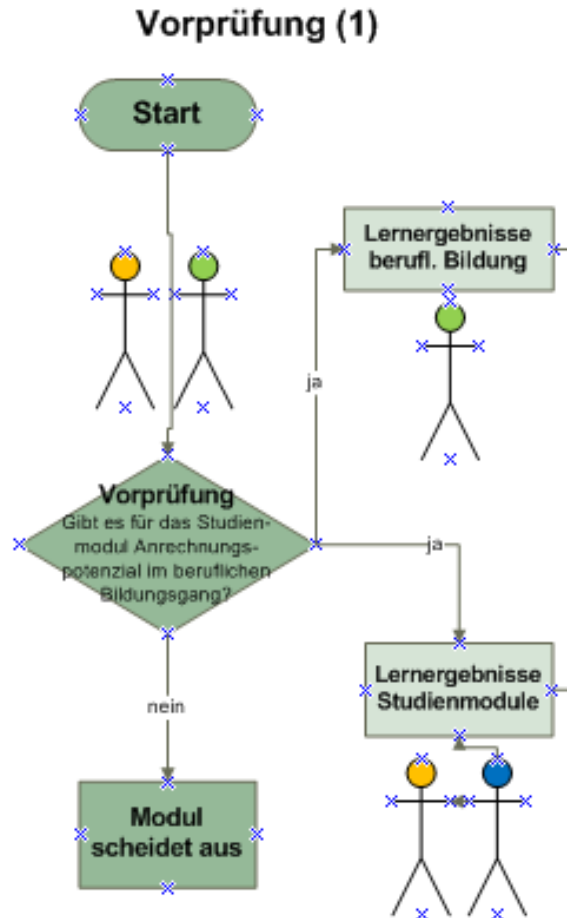 Vorprüfung (1)
Start
Lernergebnisse
berufl. Bildung
ja
Vorprüfung
Gibt es für das Studien-
modul Anrechnungs-
potenzial im beruflichen
Bildungsgang?
ja
Lernergebnisse
Studienmodule
nein
Modul
scheidet aus